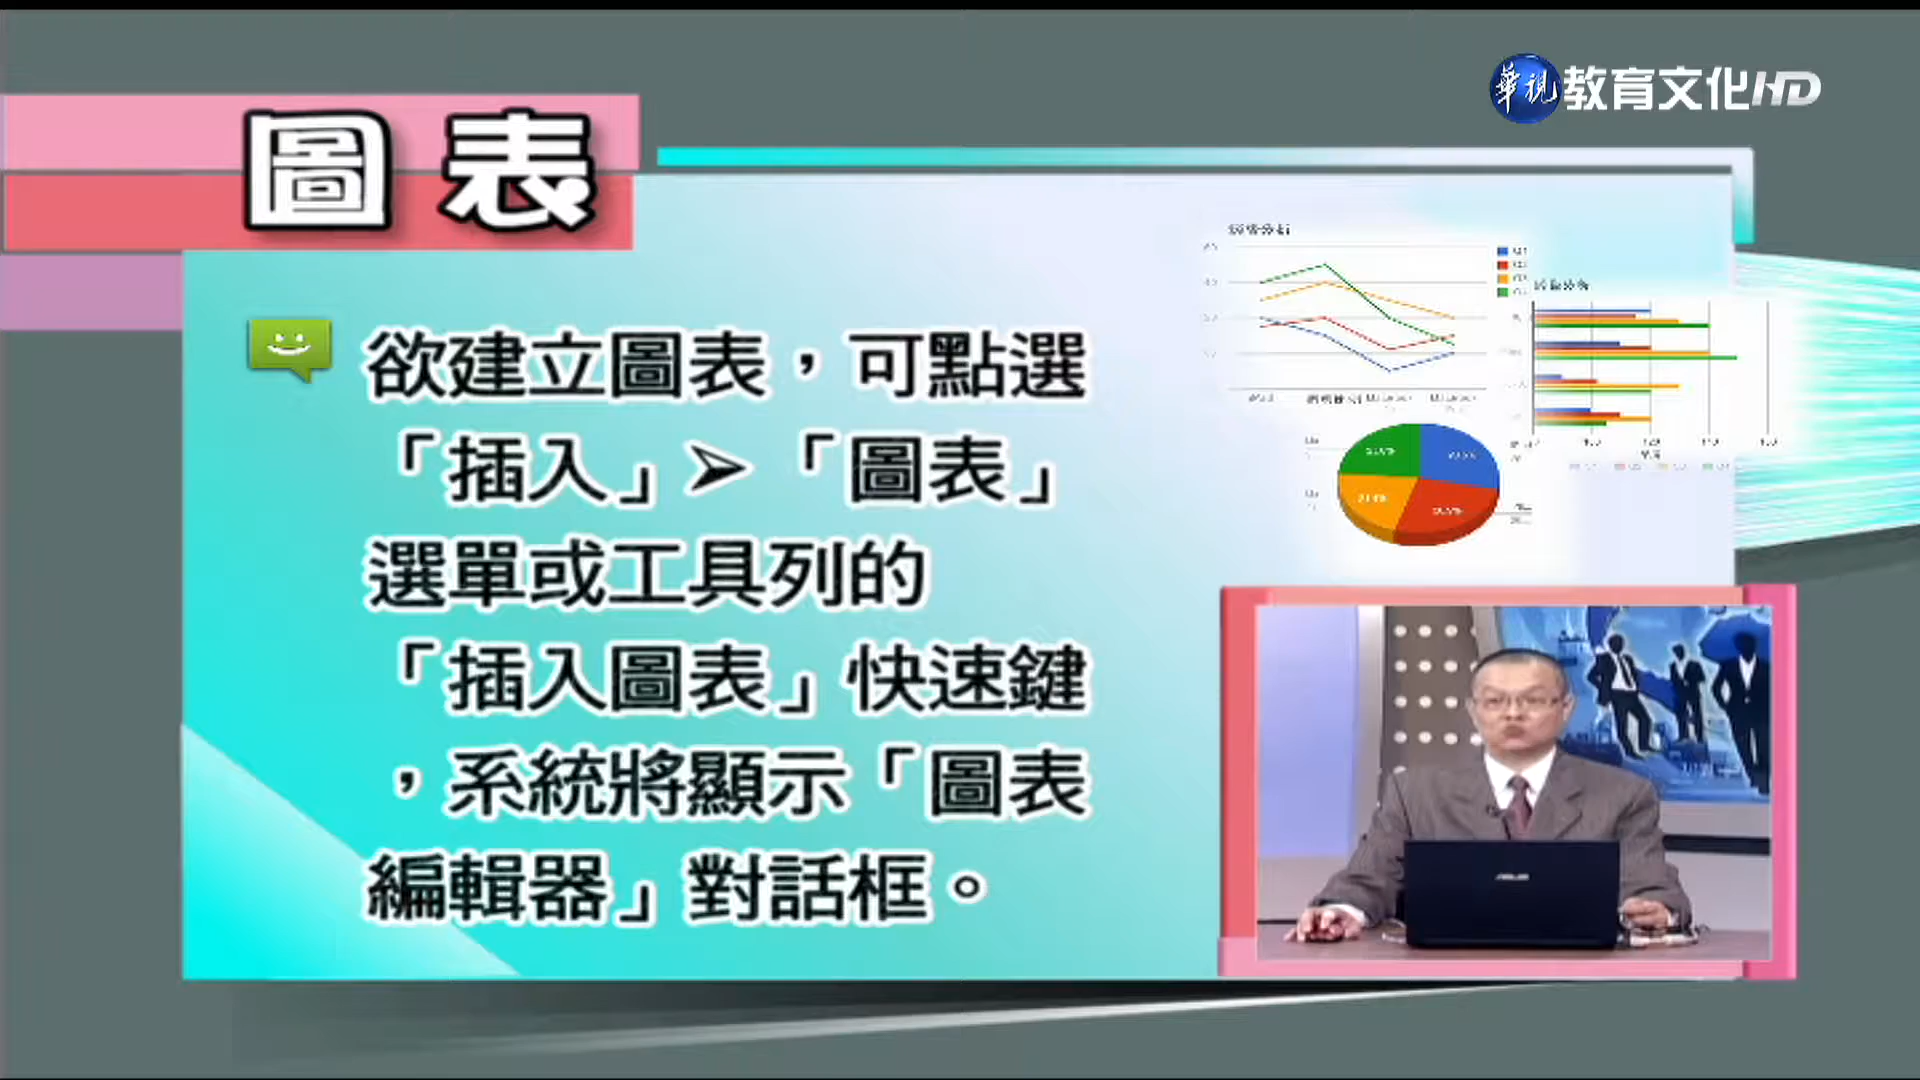 華視 教育文化HD
圖表
欲建立圖表，可點選
「插入」➤「圖表」
選單或工具列的
「插入圖表」快速鍵
，系統將顯示「圖表
編輯器」對話框。
ASUS